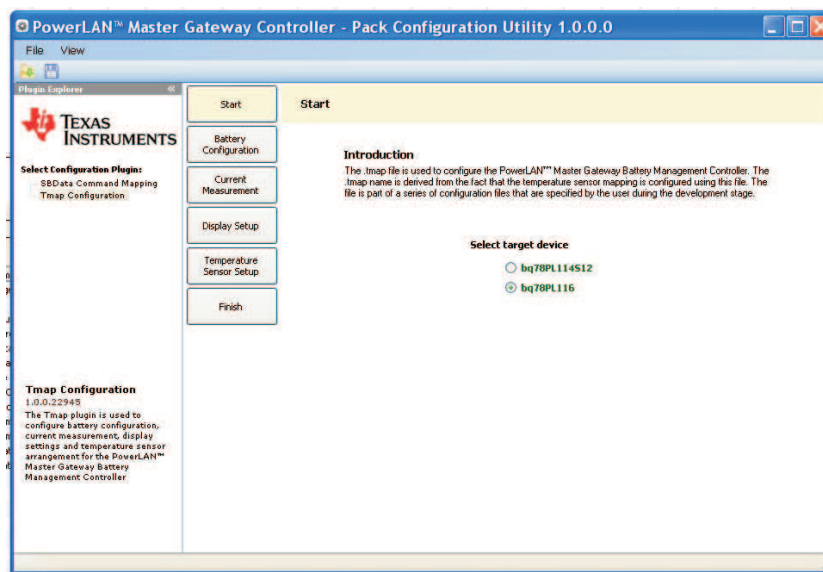 PowerLAN™ Master Gateway Controller - Pack Configuration Utility 1.0.0.0
File View
Plugin Explorer «
TEXAS
INSTRUMENTS
Select Configuration Plugin:
SBData Command Mapping
Tmap Configuration
Tmap Configuration
1.0.0.22945
The Tmap plugin is used to
configure battery configuration,
current measurement, display
settings and temperature sensor
arrangement for the PowerLAN™
Master Gateway Battery
Management Controller
Start
Battery
Configuration
Current
Measurement
Display Setup
Temperature
Sensor Setup
Finish
Start
Introduction
The .tmap file is used to configure the PowerLAN™ Master Gateway Battery Management Controller. The
.tmap name is derived from the fact that the temperature sensor mapping is configured using this file. The
file is part of a series of configuration files that are specified by the user during the development stage.
Select target device
bq78PL114S12
bq78PL116